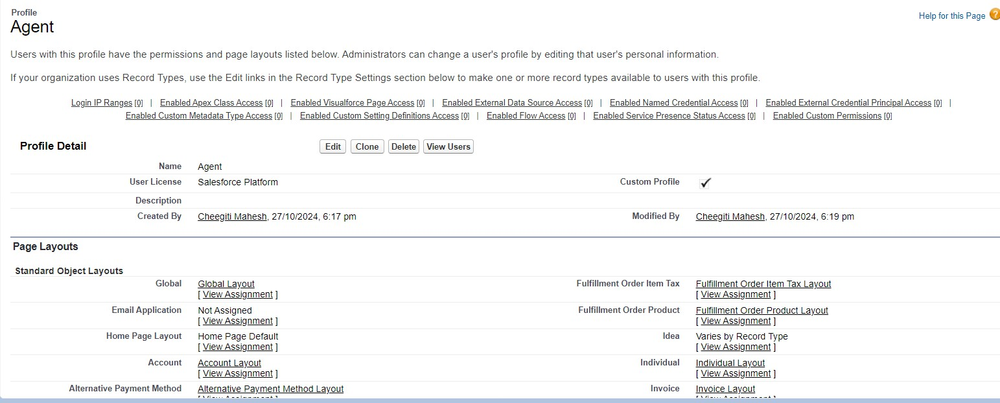 Profile
Agent
Help for this Page ?
Users with this profile have the permissions and page layouts listed below. Administrators can change a user's profile by editing that user's personal information.
If your organization uses Record Types, use the Edit links in the Record Type Settings section below to make one or more record types available to users with this profile.
Login IP Ranges [0] | Enabled Apex Class Access [0] | Enabled Visualforce Page Access [0] | Enabled External Data Source Access [0] | Enabled Named Credential Access [0] | Enabled External Credential Principal Access [0] |
Enabled Custom Metadata Type Access [0] | Enabled Custom Setting Definitions Access [0] | Enabled Flow Access [0] | Enabled Service Presence Status Access [0] | Enabled Custom Permissions [0]
Profile Detail Edit Clone Delete View Users
Name Agent
User License Salesforce Platform Custom Profile
Description
Created By Cheegiti Mahesh, 27/10/2024, 6:17 pm Modified By Cheegiti Mahesh, 27/10/2024, 6:19 pm
Page Layouts
Standard Object Layouts
Global Global Layout Fulfillment Order Item Tax Fulfillment Order Item Tax Layout
[ View Assignment ] [ View Assignment ]
Email Application Not Assigned Fulfillment Order Product Fulfillment Order Product Layout
[ View Assignment ] [ View Assignment ]
Home Page Layout Home Page Default Idea Varies by Record Type
[ View Assignment ] [ View Assignment ]
Account Account Layout Individual Individual Layout
[ View Assignment ] [ View Assignment ]
Alternative Payment Method Alternative Payment Method Layout Invoice Invoice Layout
[ View Assignment ] [ View Assignment ]